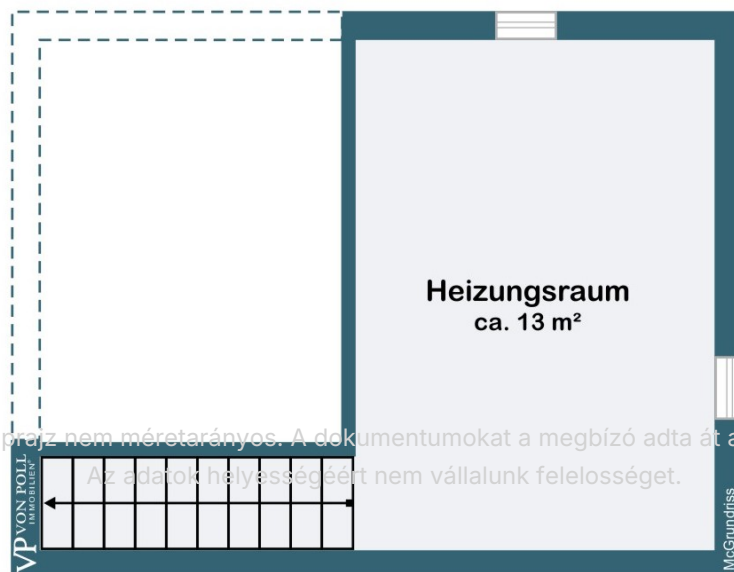 Heizungsraum
ca. 13 m²
prajz nem méretarányos. A dokumentumokat a megbízó adta át a
Az adatok helyességéért nem vállalunk felelosséget.
VP VON POLL
IMMOBILIEN
McGrundriss